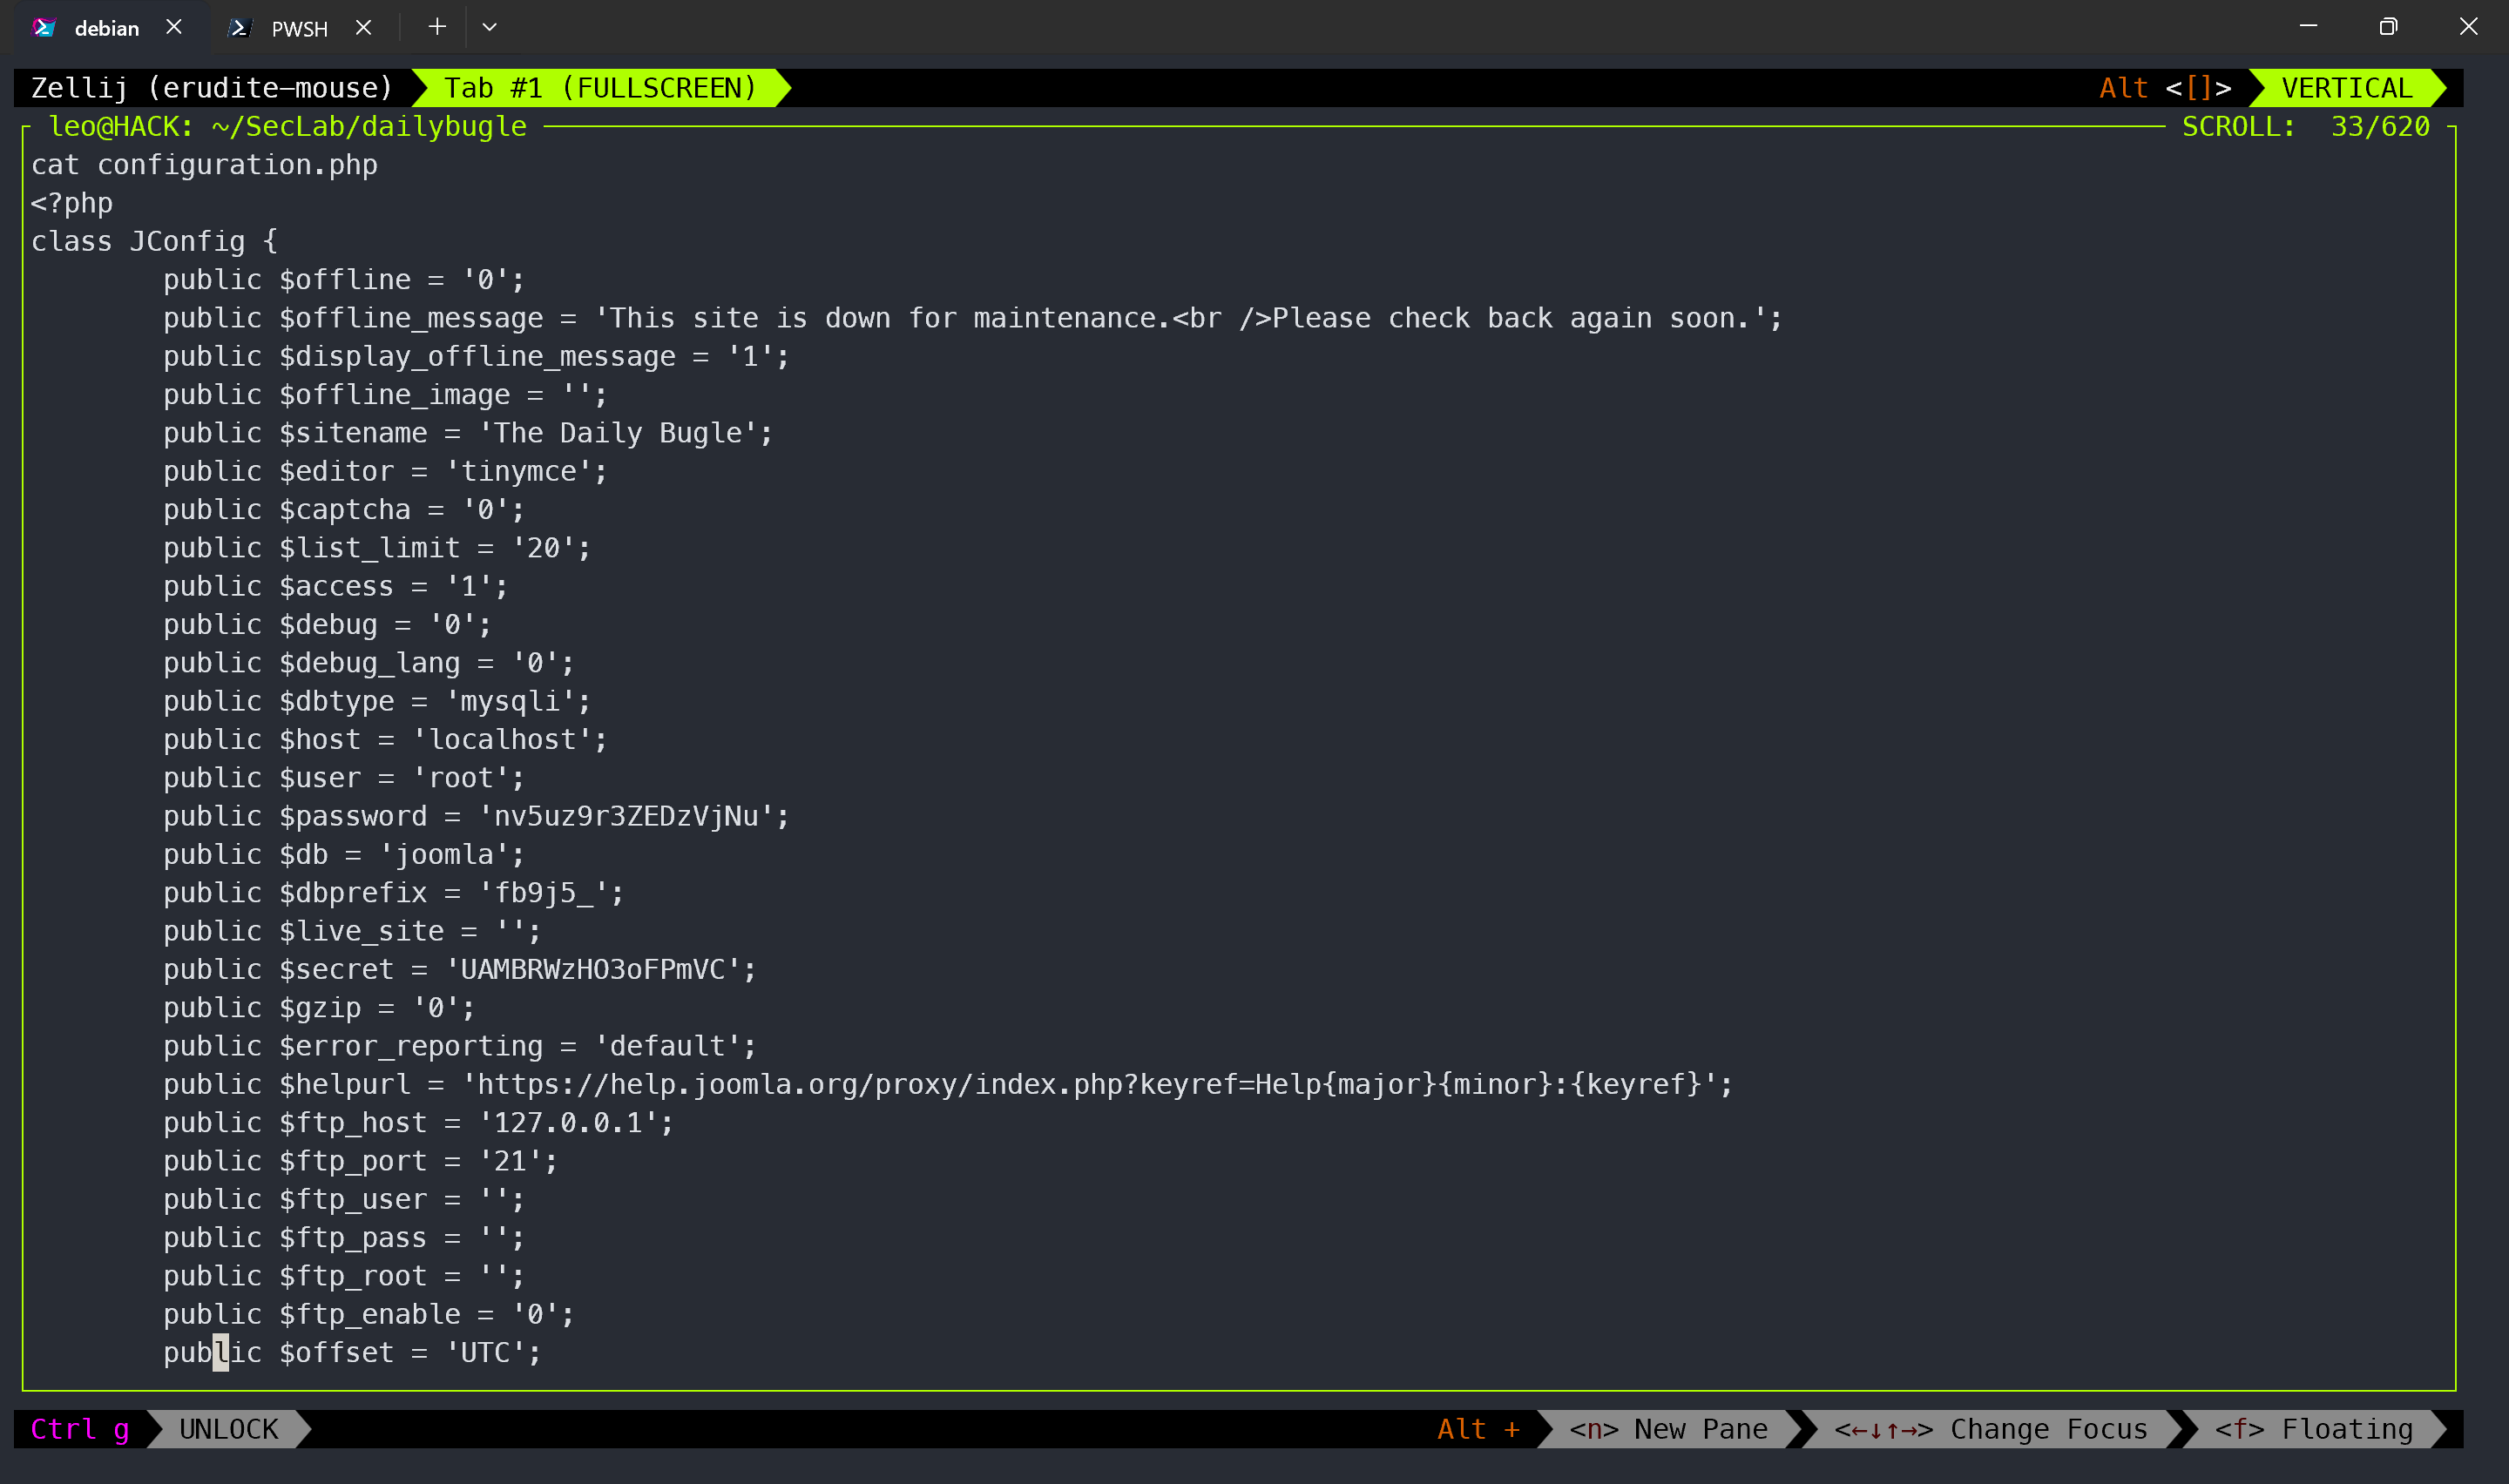 debian PWSH
Zellij (erudite-mouse) Tab #1 (FULLSCREEN) Alt <[]> VERTICAL
leo@HACK: ~/SecLab/dailybugle SCROLL: 33/620
cat configuration.php
<?php
class JConfig {
public $offline = '0';
public $offline_message = 'This site is down for maintenance.<br />Please check back again soon.';
public $display_offline_message = '1';
public $offline_image = '';
public $sitename = 'The Daily Bugle';
public $editor = 'tinymce';
public $captcha = '0';
public $list_limit = '20';
public $access = '1';
public $debug = '0';
public $debug_lang = '0';
public $dbtype = 'mysqli';
public $host = 'localhost';
public $user = 'root';
public $password = 'nv5uz9r3ZEDzVjNu';
public $db = 'joomla';
public $dbprefix = 'fb9j5_';
public $live_site = '';
public $secret = 'UAMBRWzHO3oFPmVC';
public $gzip = '0';
public $error_reporting = 'default';
public $helpurl = 'https://help.joomla.org/proxy/index.php?keyref=Help{major}{minor}:{keyref}';
public $ftp_host = '127.0.0.1';
public $ftp_port = '21';
public $ftp_user = '';
public $ftp_pass = '';
public $ftp_root = '';
public $ftp_enable = '0';
public $offset = 'UTC';
Ctrl g UNLOCK Alt + <n> New Pane <←↓↑→> Change Focus <f> Floating